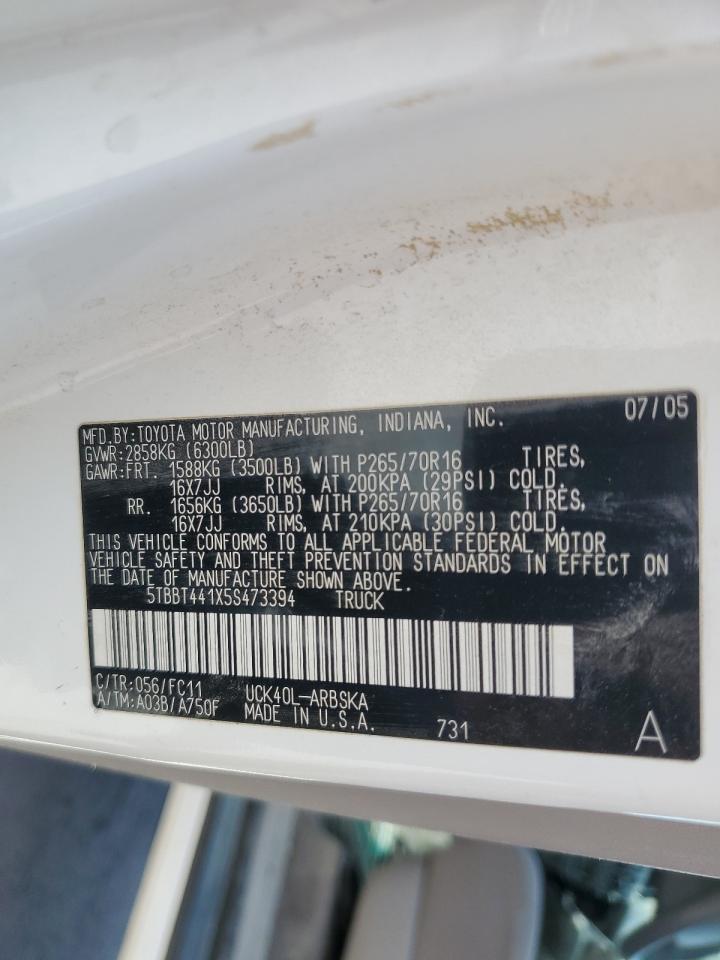 MFD.BY:TOYOTA MOTOR MANUFACTURING, INDIANA, INC. 07/05
GVWR:2858KG (6300LB)
GAWR:FRT. 1588KG (3500LB) WITH P265/70R16 TIRES,
16X7JJ RIMS, AT 200KPA (29PSI) COLD.
RR. 1656KG (3650LB) WITH P265/70R16 TIRES,
16X7JJ RIMS, AT 210KPA (30PSI) COLD.
THIS VEHICLE CONFORMS TO ALL APPLICABLE FEDERAL MOTOR
VEHICLE SAFETY AND THEFT PREVENTION STANDARDS IN EFFECT ON
THE DATE OF MANUFACTURE SHOWN ABOVE.
5TBBT441X5S473394 TRUCK
C/TR:056/FC11 UCK40L-ARBSKA
A/TM:A03B/A750F MADE IN U.S.A. 731 A